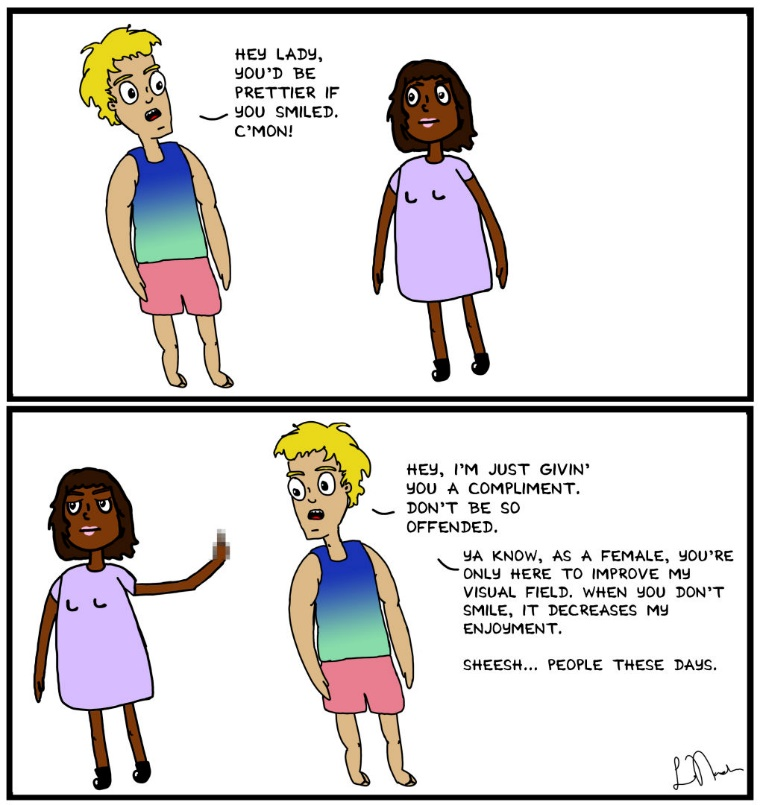 HEY LADY,
YOU'D BE
PRETTIER IF
YOU SMILED.
C'MON!
HEY, I'M JUST GIVIN'
YOU A COMPLIMENT.
DON'T BE SO
OFFENDED.
YA KNOW, AS A FEMALE, YOU'RE
ONLY HERE TO IMPROVE MY
VISUAL FIELD. WHEN YOU DON'T
SMILE, IT DECREASES MY
ENJOYMENT.
SHEESH... PEOPLE THESE DAYS.